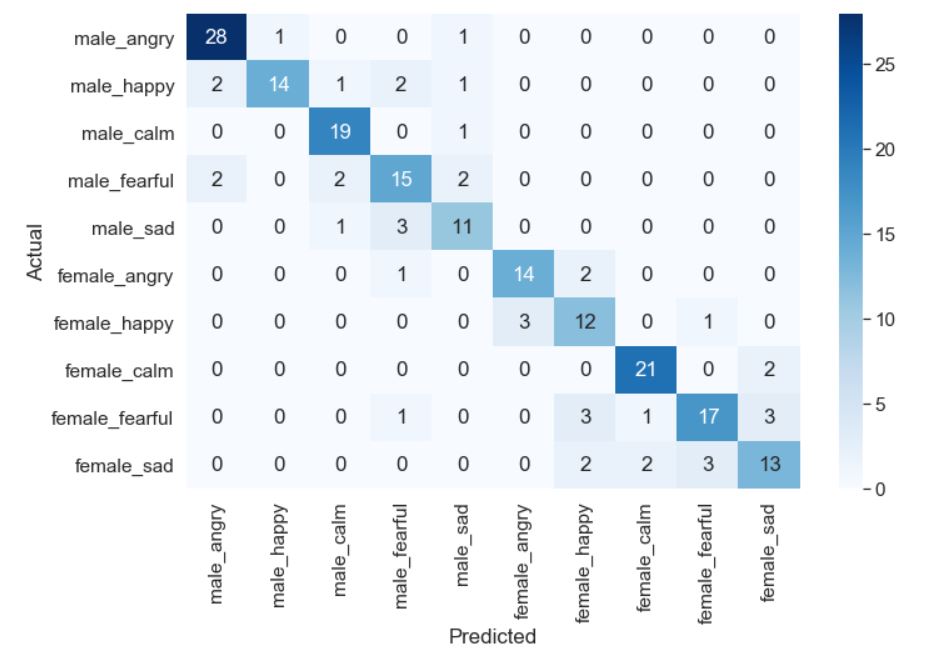 male_angry 28 1 0 0 1 0 0 0 0 0
male_happy 2 14 1 2 1 0 0 0 0 0
male_calm 0 0 19 0 1 0 0 0 0 0
male_fearful 2 0 2 15 2 0 0 0 0 0
male_sad 0 0 1 3 11 0 0 0 0 0
female_angry 0 0 0 1 0 14 2 0 0 0
female_happy 0 0 0 0 0 3 12 0 1 0
female_calm 0 0 0 0 0 0 0 21 0 2
female_fearful 0 0 0 1 0 0 3 1 17 3
female_sad 0 0 0 0 0 0 2 2 3 13
Actual
male_angry male_happy male_calm male_fearful male_sad female_angry female_happy female_calm female_fearful female_sad
Predicted
25
20
15
10
5
0